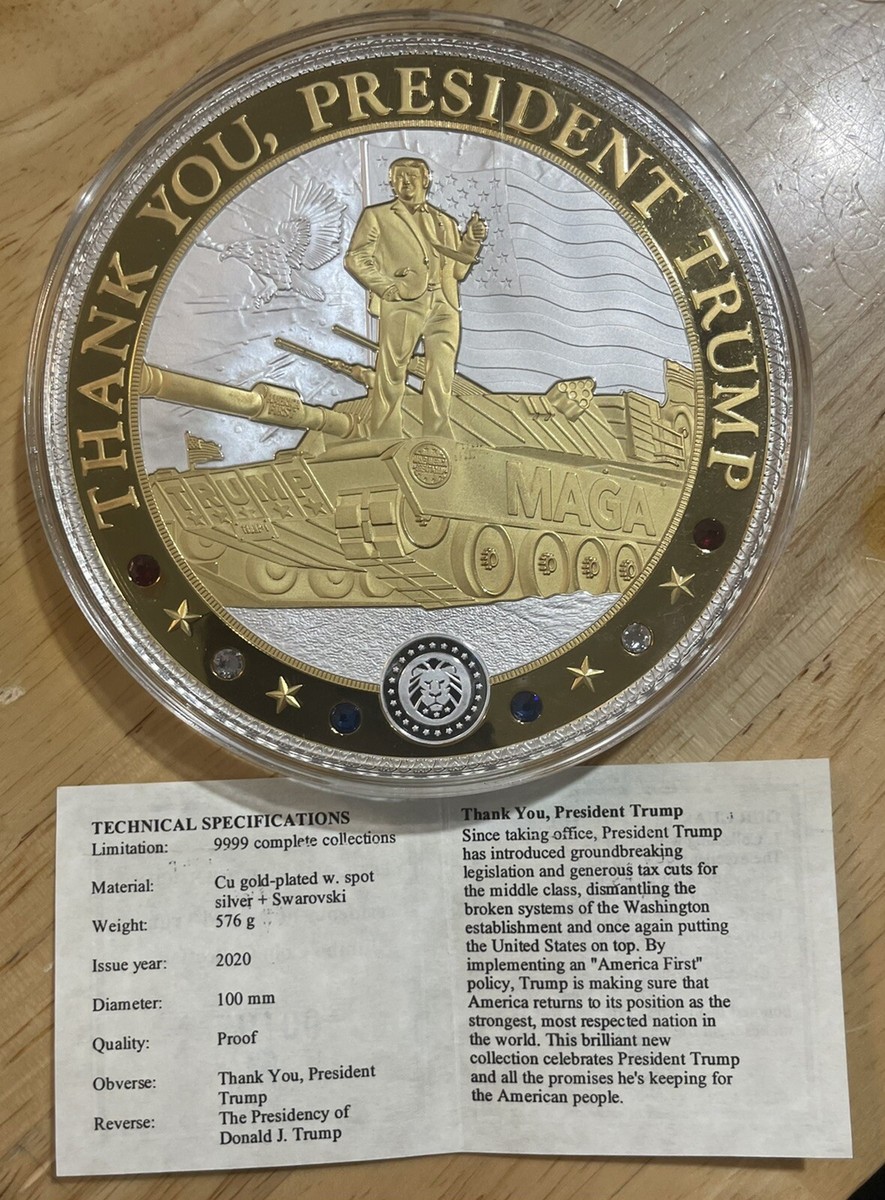 THANK YOU, PRESIDENT TRUMP
TRUMP
TRUMP
MAGA
TECHNICAL SPECIFICATIONS
Limitation: 9999 complete collections
Material: Cu gold-plated w. spot
silver + Swarovski
Weight: 576 g
Issue year: 2020
Diameter: 100 mm
Quality: Proof
Obverse: Thank You, President
Trump
Reverse: The Presidency of
Donald J. Trump
Thank You, President Trump
Since taking office, President Trump
has introduced groundbreaking
legislation and generous tax cuts for
the middle class, dismantling the
broken systems of the Washington
establishment and once again putting
the United States on top. By
implementing an "America First"
policy, Trump is making sure that
America returns to its position as the
strongest, most respected nation in
the world. This brilliant new
collection celebrates President Trump
and all the promises he's keeping for
the American people.